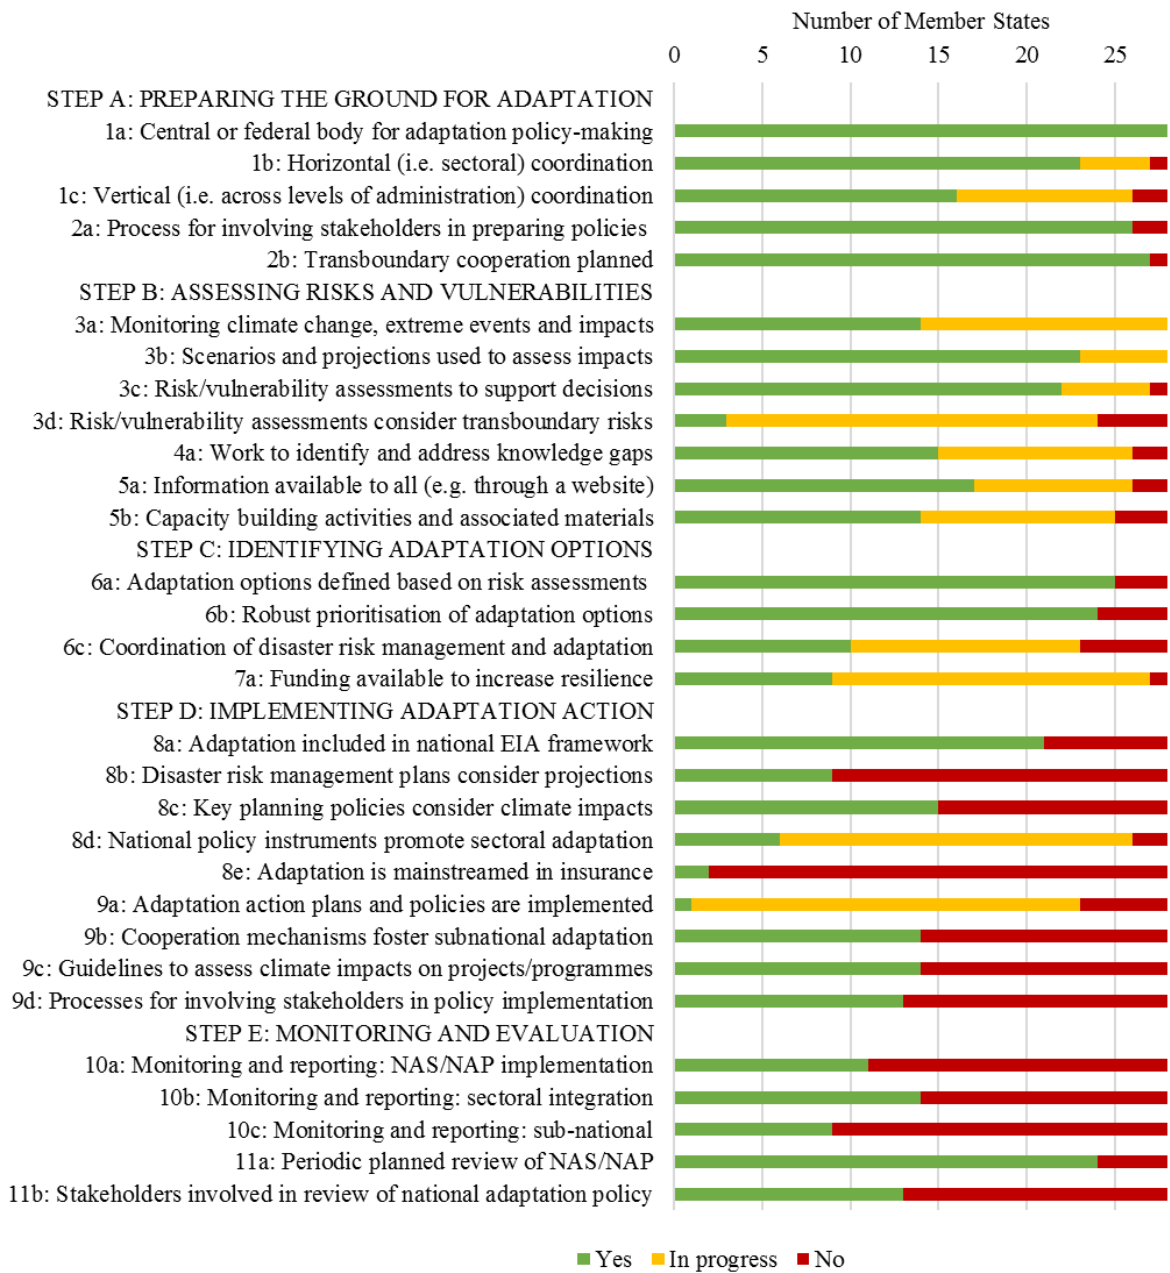 Number of Member States
0 5 10 15 20 25
STEP A: PREPARING THE GROUND FOR ADAPTATION
1a: Central or federal body for adaptation policy-making
1b: Horizontal (i.e. sectoral) coordination
1c: Vertical (i.e. across levels of administration) coordination
2a: Process for involving stakeholders in preparing policies
2b: Transboundary cooperation planned
STEP B: ASSESSING RISKS AND VULNERABILITIES
3a: Monitoring climate change, extreme events and impacts
3b: Scenarios and projections used to assess impacts
3c: Risk/vulnerability assessments to support decisions
3d: Risk/vulnerability assessments consider transboundary risks
4a: Work to identify and address knowledge gaps
5a: Information available to all (e.g. through a website)
5b: Capacity building activities and associated materials
STEP C: IDENTIFYING ADAPTATION OPTIONS
6a: Adaptation options defined based on risk assessments
6b: Robust prioritisation of adaptation options
6c: Coordination of disaster risk management and adaptation
7a: Funding available to increase resilience
STEP D: IMPLEMENTING ADAPTATION ACTION
8a: Adaptation included in national EIA framework
8b: Disaster risk management plans consider projections
8c: Key planning policies consider climate impacts
8d: National policy instruments promote sectoral adaptation
8e: Adaptation is mainstreamed in insurance
9a: Adaptation action plans and policies are implemented
9b: Cooperation mechanisms foster subnational adaptation
9c: Guidelines to assess climate impacts on projects/programmes
9d: Processes for involving stakeholders in policy implementation
STEP E: MONITORING AND EVALUATION
10a: Monitoring and reporting: NAS/NAP implementation
10b: Monitoring and reporting: sectoral integration
10c: Monitoring and reporting: sub-national
11a: Periodic planned review of NAS/NAP
11b: Stakeholders involved in review of national adaptation policy
Yes In progress No